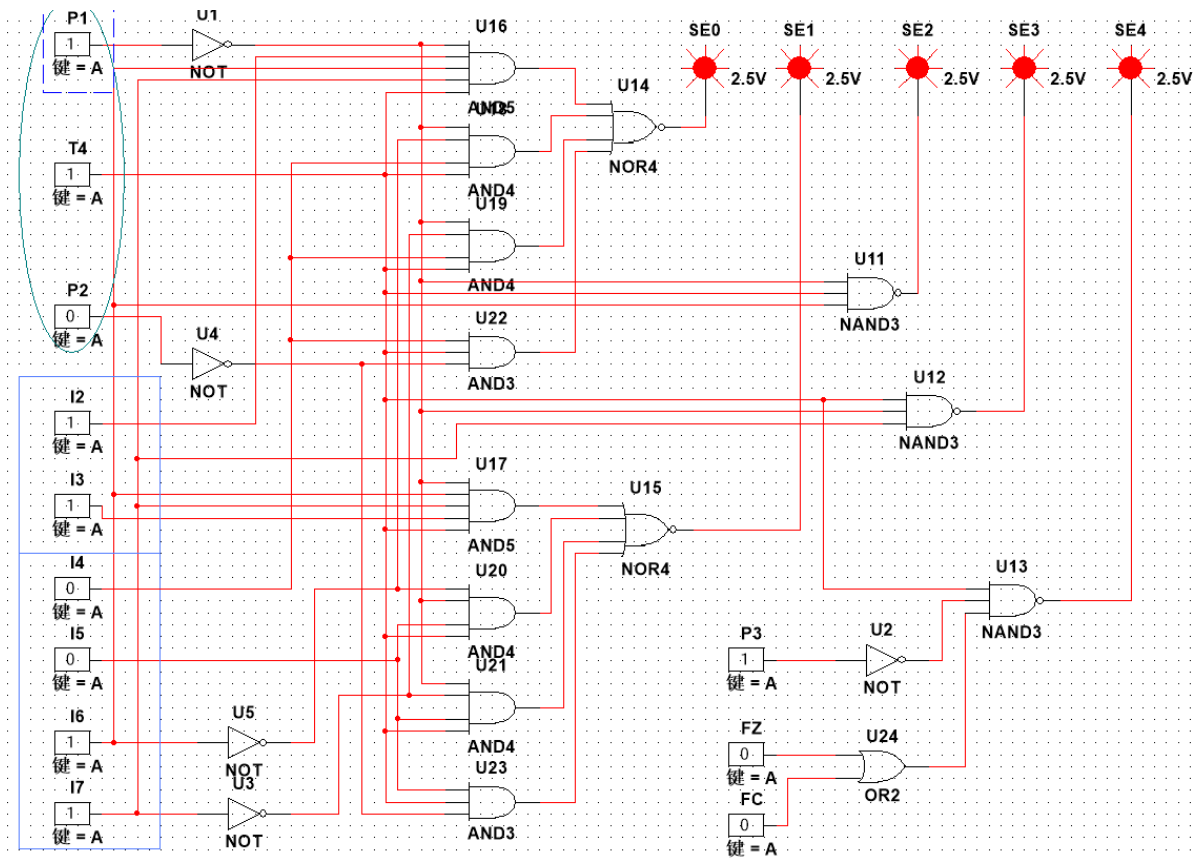 P1
1
键 = A
U1
NOT
U16
AND5
U18
AND4
U14
NOR4
SE0
2.5V
SE1
2.5V
SE2
2.5V
SE3
2.5V
SE4
2.5V
T4
1
键 = A
U19
AND4
U11
NAND3
P2
0
键 = A
U4
NOT
U22
AND3
I2
1
键 = A
U12
NAND3
I3
1
键 = A
U17
AND5
U15
NOR4
I4
0
键 = A
U20
AND4
U13
NAND3
I5
0
键 = A
U21
AND4
P3
1
键 = A
U2
NOT
I6
1
键 = A
U5
NOT
FZ
0
键 = A
U24
OR2
I7
1
键 = A
U3
NOT
U23
AND3
FC
0
键 = A